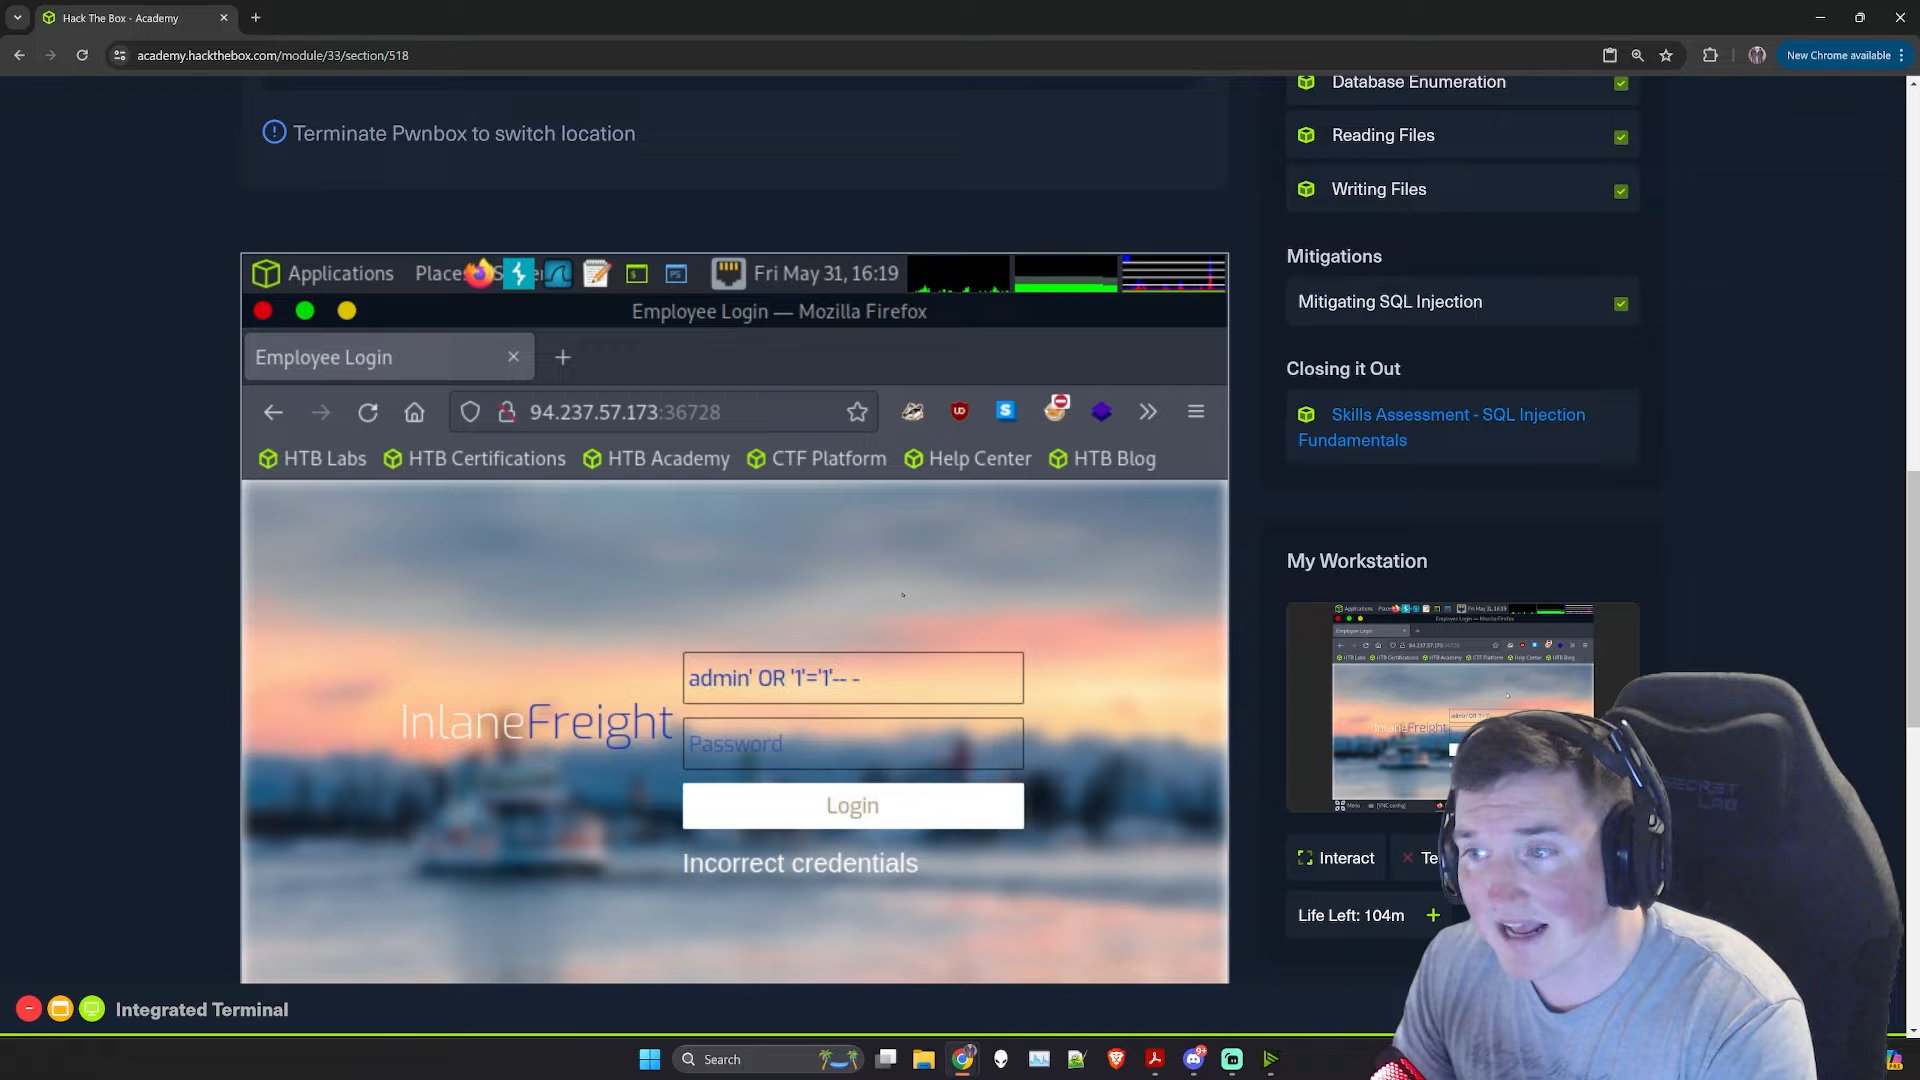 Hack The Box - Academy
academy.hackthebox.com/module/33/section/518
New Chrome available
Terminate Pwnbox to switch location
Database Enumeration
Reading Files
Writing Files
Mitigations
Mitigating SQL Injection
Closing it Out
Skills Assessment - SQL Injection
Fundamentals
Applications
Fri May 31, 16:19
Employee Login — Mozilla Firefox
Employee Login
94.237.57.173:36728
HTB Labs
HTB Certifications
HTB Academy
CTF Platform
Help Center
HTB Blog
admin' OR '1'='1'-- -
InlaneFreight
Password
Login
Incorrect credentials
My Workstation
Interact
Te
Life Left: 104m
Integrated Terminal
Search